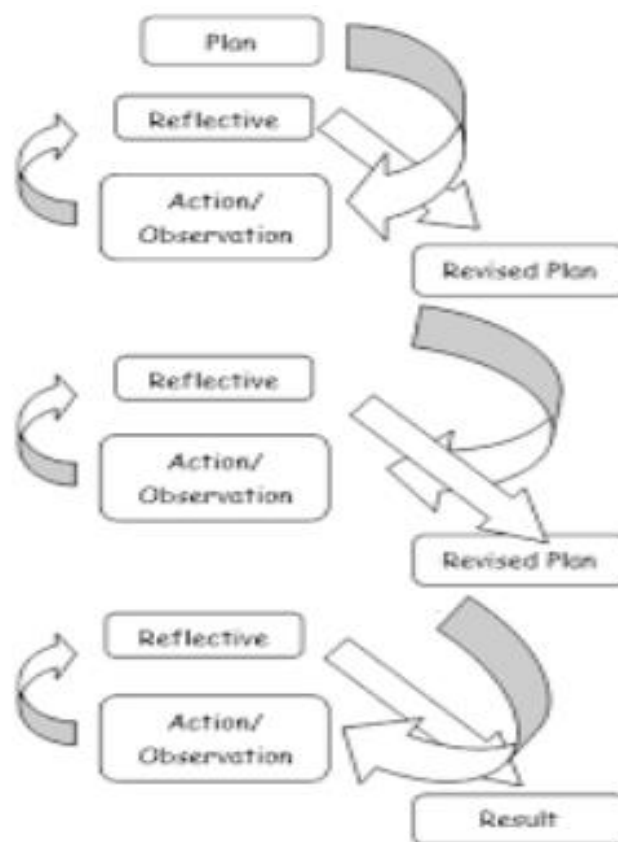 Plan
Reflective
Action/
Observation
Revised Plan
Reflective
Action/
Observation
Revised Plan
Reflective
Action/
Observation
Result